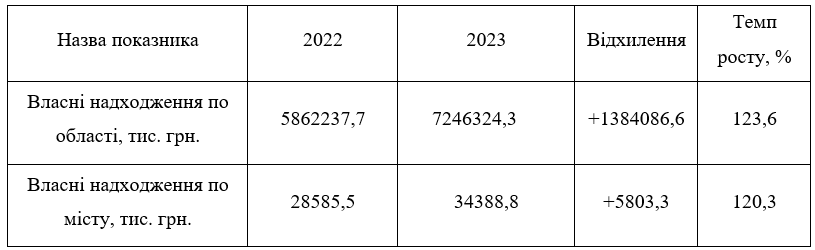 Назва показника 2022 2023 Відхилення Темп
росту, %
Власні надходження по
області, тис. грн. 5862237,7 7246324,3 +1384086,6 123,6
Власні надходження по
місту, тис. грн. 28585,5 34388,8 +5803,3 120,3